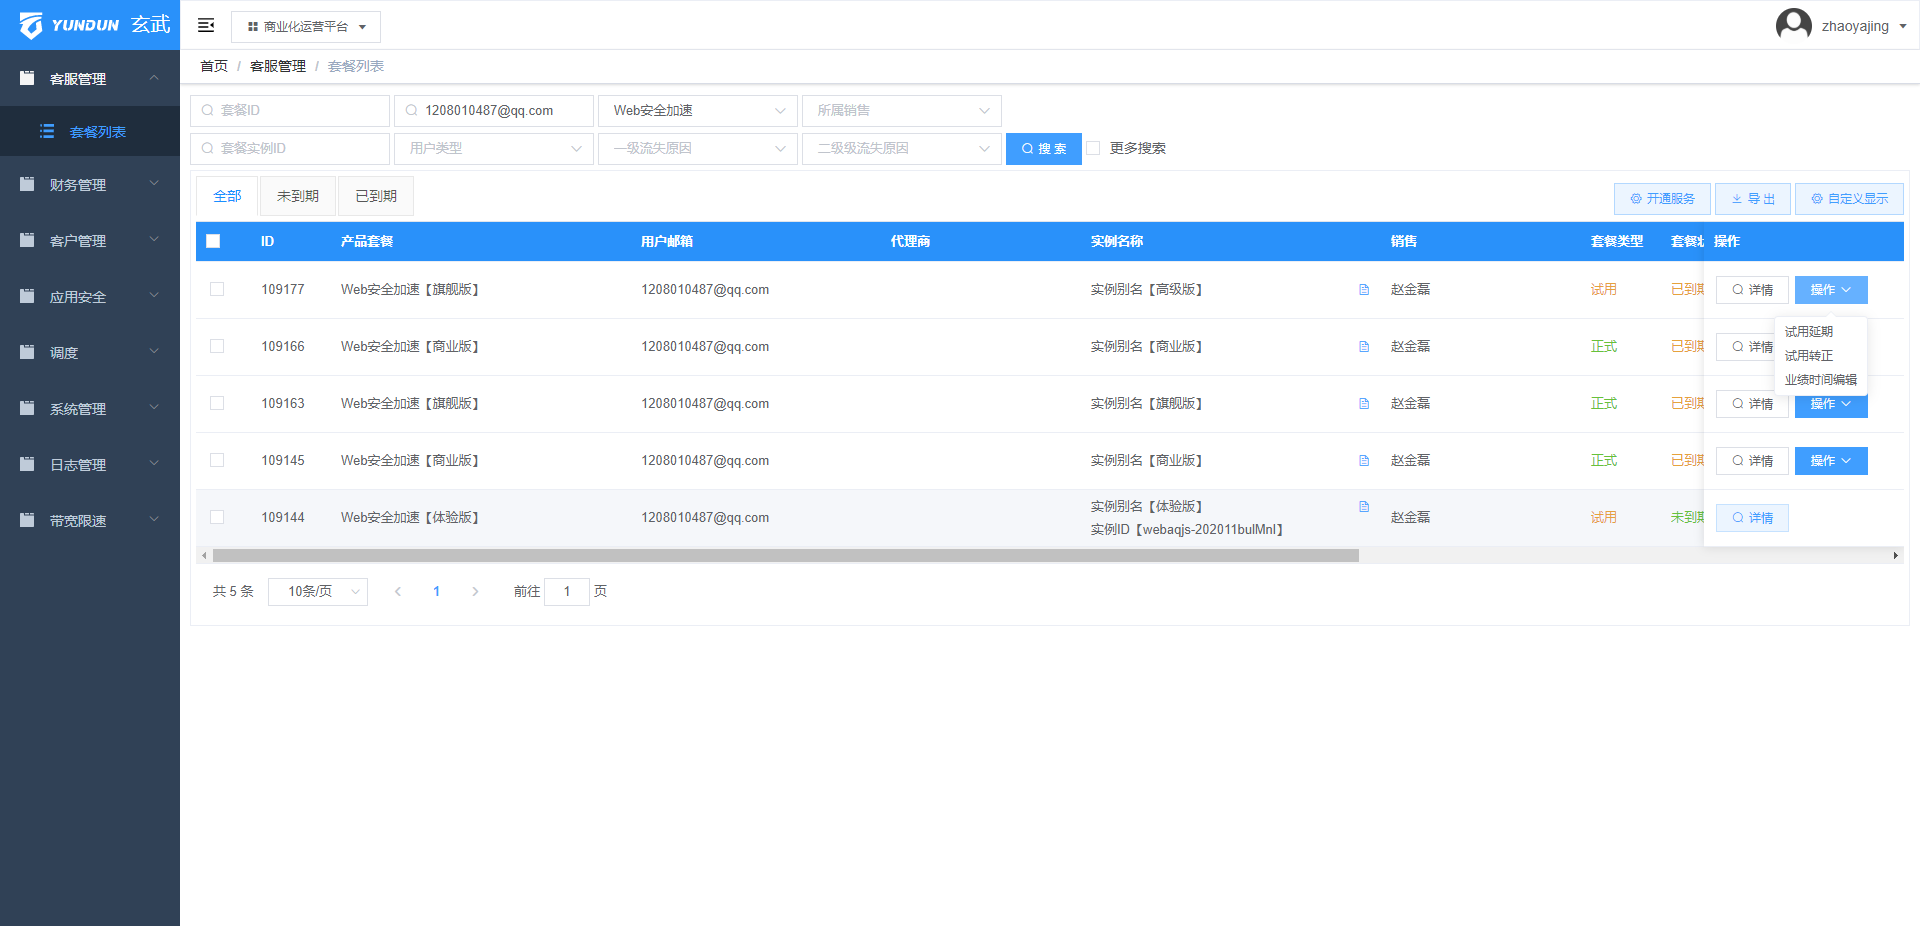 YUNDUN 玄武
商业化运营平台
zhaoyajing
首页 / 客服管理 / 套餐列表
客服管理
套餐列表
财务管理
客户管理
应用安全
调度
系统管理
日志管理
带宽限速
套餐ID 1208010487@qq.com Web安全加速 所属销售
套餐实例ID 用户类型 一级流失原因 二级级流失原因 搜 索 更多搜索
全部 未到期 已到期 开通服务 导 出 自定义显示
ID 产品套餐 用户邮箱 代理商 实例名称 销售 套餐类型 套餐状 操作
109177 Web安全加速【旗舰版】 1208010487@qq.com 实例别名【高级版】 赵金磊 试用 已到期 详情 操作
试用延期
试用转正
业绩时间编辑
109166 Web安全加速【商业版】 1208010487@qq.com 实例别名【商业版】 赵金磊 正式 已到期 详情
109163 Web安全加速【旗舰版】 1208010487@qq.com 实例别名【旗舰版】 赵金磊 正式 已到期 详情 操作
109145 Web安全加速【商业版】 1208010487@qq.com 实例别名【商业版】 赵金磊 正式 已到期 详情 操作
109144 Web安全加速【体验版】 1208010487@qq.com 实例别名【体验版】 赵金磊 试用 未到期 详情
实例ID【webaqjs-202011bulMnl】
共 5 条 10条/页 1 前往 1 页